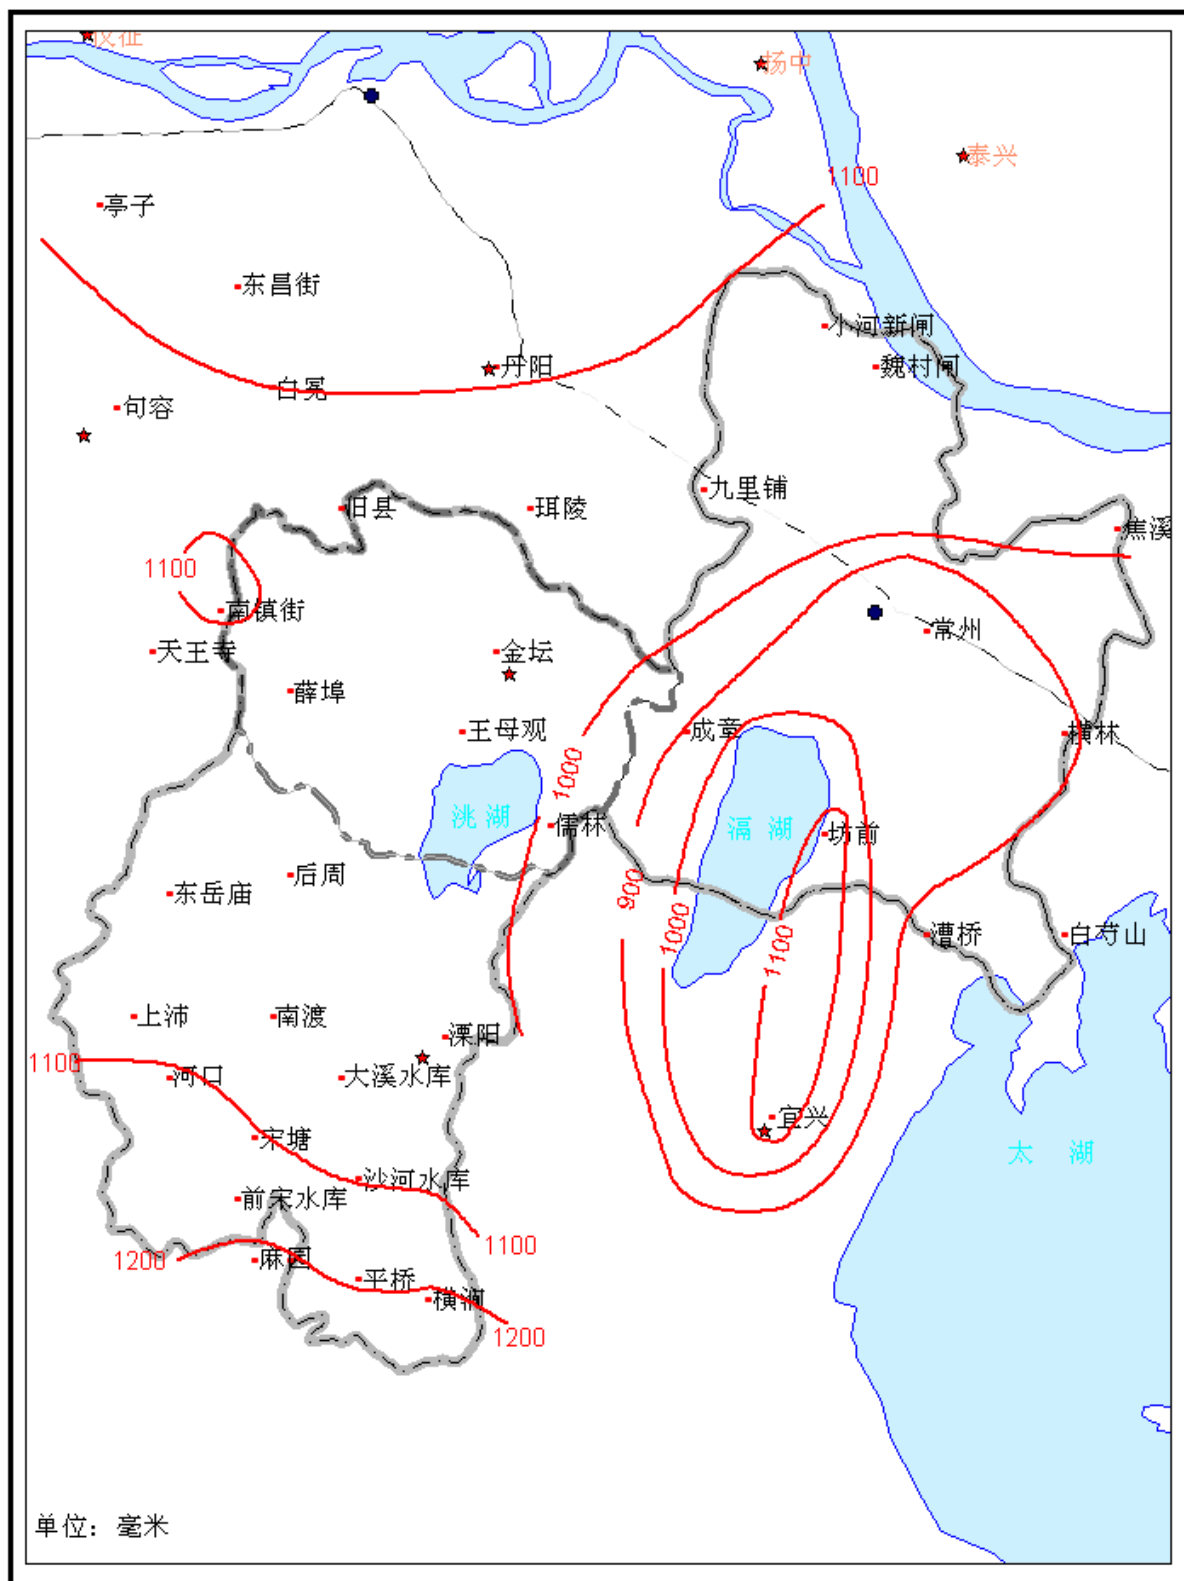 仪征
扬中
泰兴
1100
亭子
东昌街
小河新闸
丹阳
魏村闸
白兔
句容
九里铺
旧县
珥陵
焦溪
1100
南镇街
常州
天王寺
金坛
薛埠
王母观
成章
横林
1000
洮湖
儒林
滆湖
坊前
后周
东岳庙
900
1000
1100
漕桥
白芍山
上沛
南渡
溧阳
1100
河口
大溪水库
宜兴
宋塘
太湖
沙河水库
前宋水库
1100
1200
麻园
平桥
横涧
1200
单位：毫米